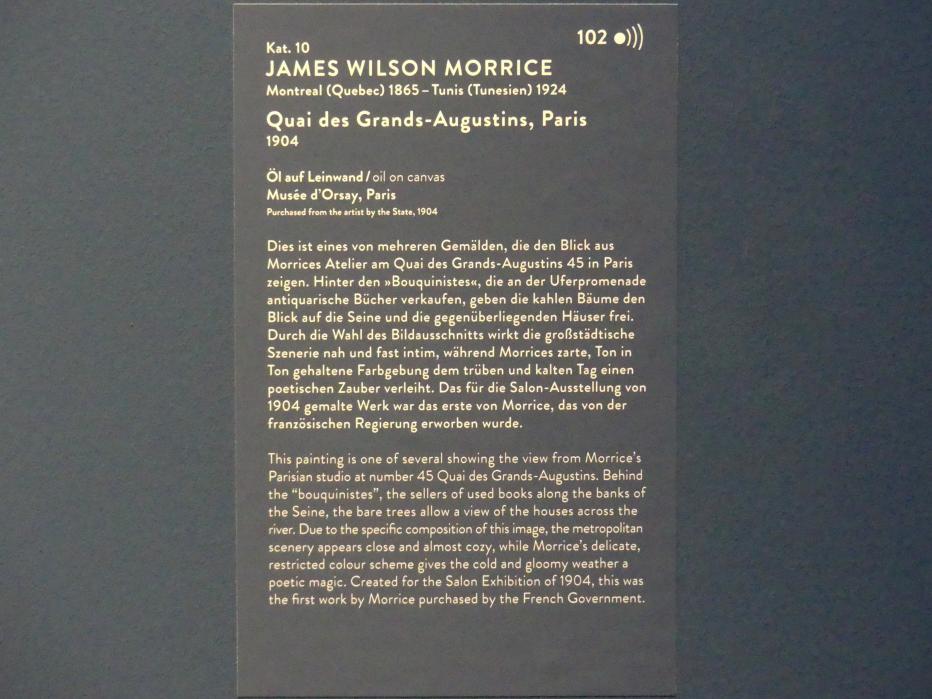 102
Kat. 10
JAMES WILSON MORRICE
Montreal (Quebec) 1865 – Tunis (Tunesien) 1924
Quai des Grands-Augustins, Paris
1904
Öl auf Leinwand / oil on canvas
Musée d'Orsay, Paris
Purchased from the artist by the State, 1904
Dies ist eines von mehreren Gemälden, die den Blick aus
Morrices Atelier am Quai des Grands-Augustins 45 in Paris
zeigen. Hinter den »Bouquinistes«, die an der Uferpromenade
antiquarische Bücher verkaufen, geben die kahlen Bäume den
Blick auf die Seine und die gegenüberliegenden Häuser frei.
Durch die Wahl des Bildausschnitts wirkt die großstädtische
Szenerie nah und fast intim, während Morrices zarte, Ton in
Ton gehaltene Farbgebung dem trüben und kalten Tag einen
poetischen Zauber verleiht. Das für die Salon-Ausstellung von
1904 gemalte Werk war das erste von Morrice, das von der
französischen Regierung erworben wurde.
This painting is one of several showing the view from Morrice's
Parisian studio at number 45 Quai des Grands-Augustins. Behind
the “bouquinistes”, the sellers of used books along the banks of
the Seine, the bare trees allow a view of the houses across the
river. Due to the specific composition of this image, the metropolitan
scenery appears close and almost cozy, while Morrice's delicate,
restricted colour scheme gives the cold and gloomy weather a
poetic magic. Created for the Salon Exhibition of 1904, this was
the first work by Morrice purchased by the French Government.